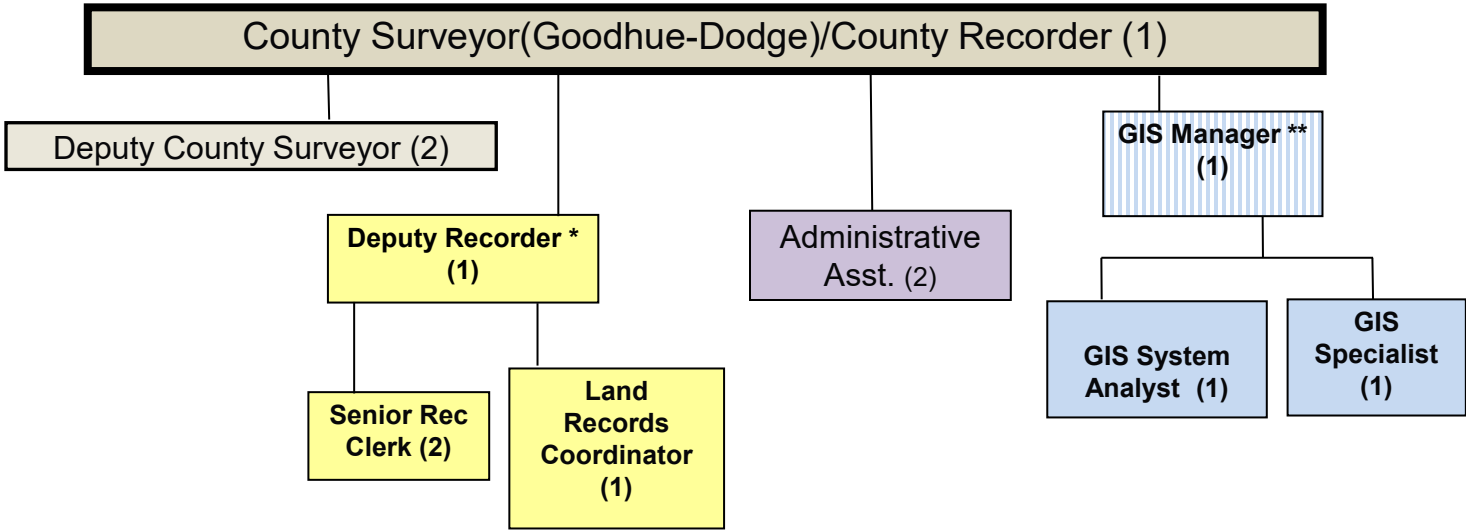 County Surveyor(Goodhue-Dodge)/County Recorder (1)
Deputy County Surveyor (2)
GIS Manager **
(1)
Deputy Recorder *
(1)
Administrative
Asst. (2)
GIS System
Analyst (1)
GIS
Specialist
(1)
Senior Rec
Clerk (2)
Land
Records
Coordinator
(1)